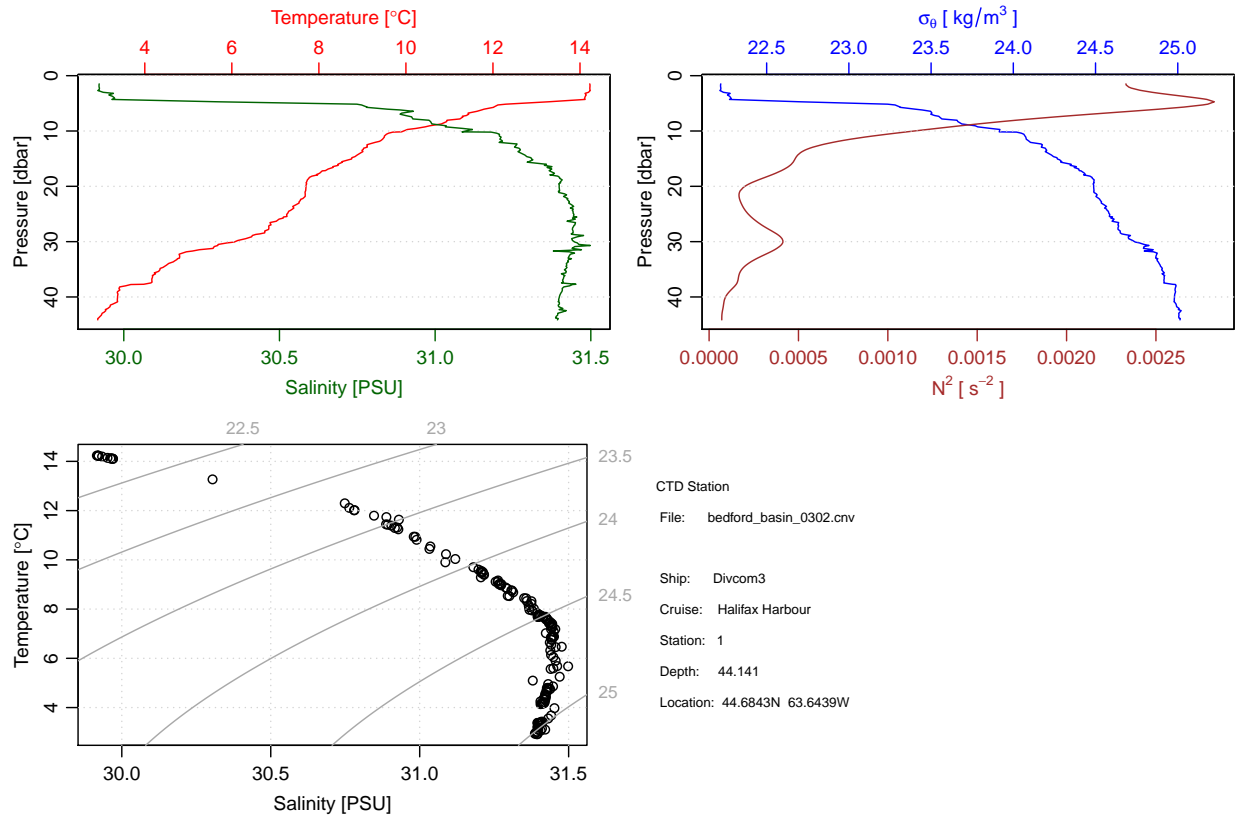 Temperature [°C]
4 6 8 10 12 14
0 10 20 30 40
Pressure [dbar]
30.0 30.5 31.0 31.5
Salinity [PSU]
σθ [ kg/m³ ]
22.5 23.0 23.5 24.0 24.5 25.0
0 10 20 30 40
Pressure [dbar]
0.0000 0.0005 0.0010 0.0015 0.0020 0.0025
N² [ s⁻² ]
22.5 23
23.5
24
24.5
25
14 12 10 8 6 4
Temperature [°C]
30.0 30.5 31.0 31.5
Salinity [PSU]
CTD Station
File: bedford_basin_0302.cnv
Ship: Divcom3
Cruise: Halifax Harbour
Station: 1
Depth: 44.141
Location: 44.6843N 63.6439W